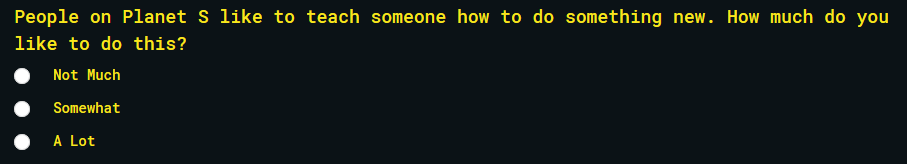 People on Planet S like to teach someone how to do something new. How much do you
like to do this?
Not Much
Somewhat
A Lot